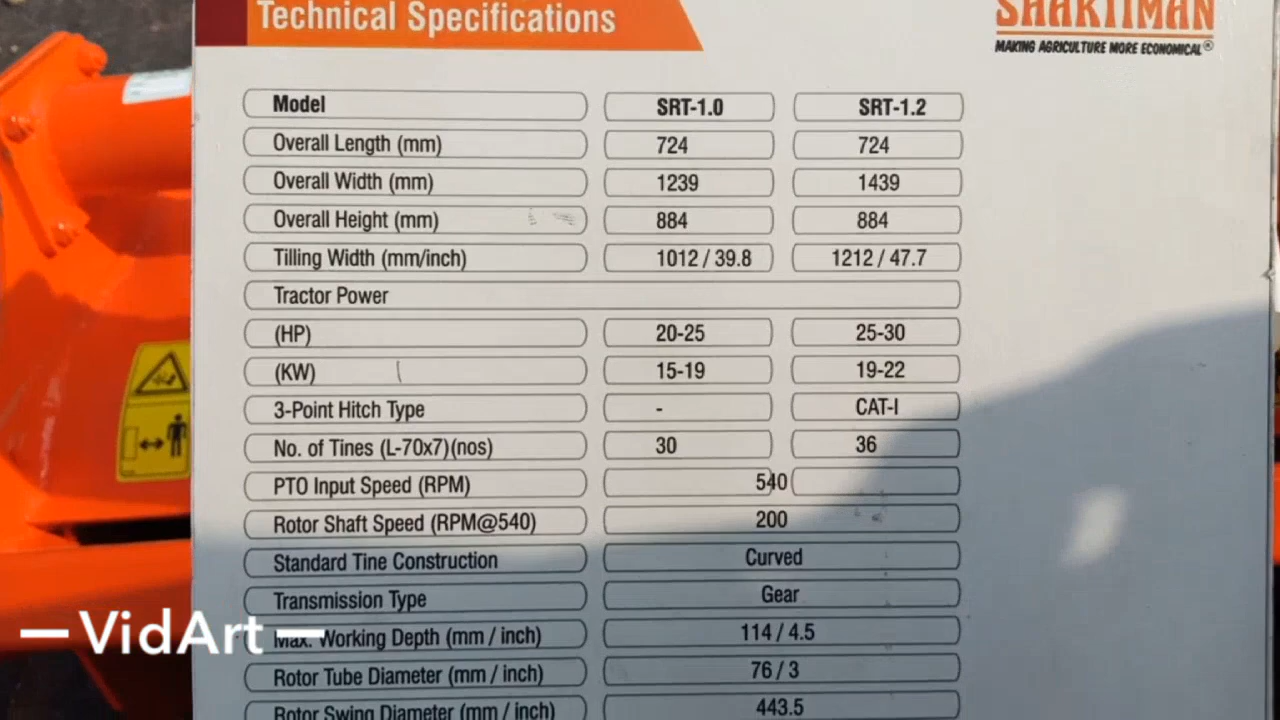 Technical Specifications
SHAKTIMAN
MAKING AGRICULTURE MORE ECONOMICAL®
Model SRT-1.0 SRT-1.2
Overall Length (mm) 724 724
Overall Width (mm) 1239 1439
Overall Height (mm) 884 884
Tilling Width (mm/inch) 1012 / 39.8 1212 / 47.7
Tractor Power
(HP) 20-25 25-30
(KW) 15-19 19-22
3-Point Hitch Type - CAT-I
No. of Tines (L-70x7)(nos) 30 36
PTO Input Speed (RPM) 540
Rotor Shaft Speed (RPM@540) 200
Standard Tine Construction Curved
Transmission Type Gear
Max. Working Depth (mm / inch) 114 / 4.5
Rotor Tube Diameter (mm / inch) 76 / 3
Rotor Swing Diameter (mm / inch) 443.5
— VidArt —